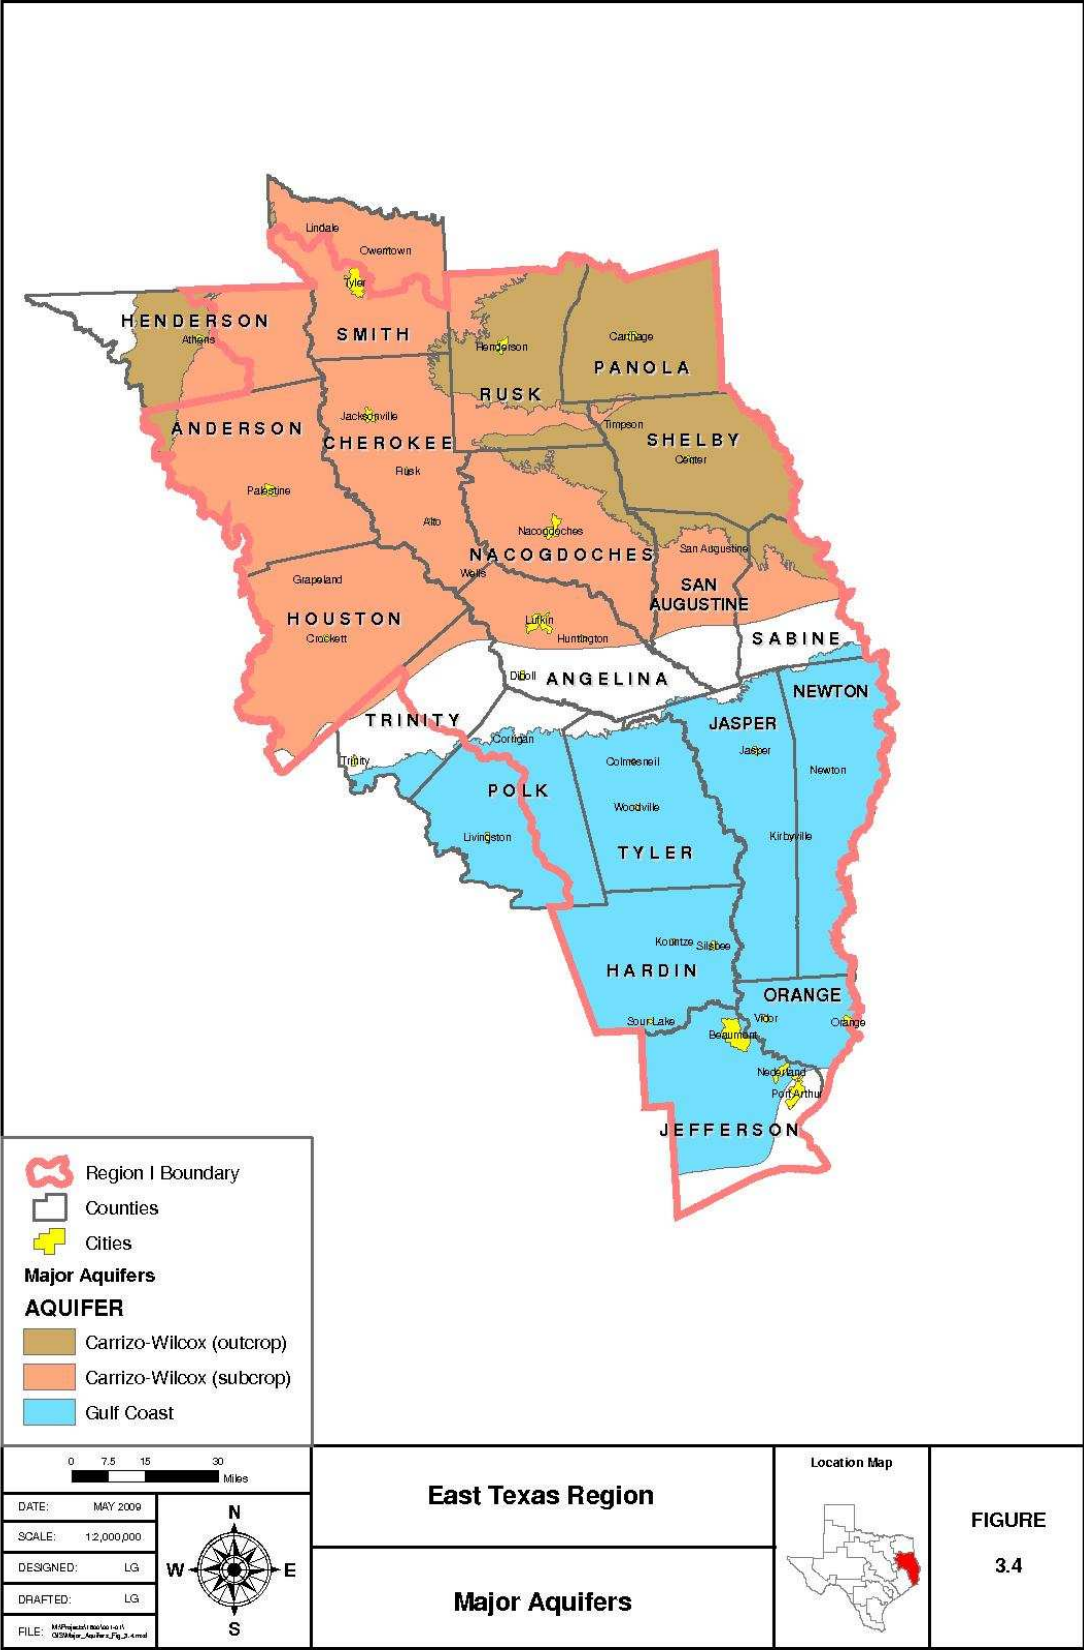 Lindale
Owentown
Tyler
HENDERSON
SMITH
Athens
Henderson
Carthage
PANOLA
RUSK
Jacksonville
ANDERSON
CHEROKEE
Timpson
SHELBY
Center
Rusk
Palestine
Alto
Nacogdoches
NACOGDOCHES
San Augustine
Wells
Grapeland
SAN
AUGUSTINE
HOUSTON
Lufkin
Crockett
Huntington
SABINE
Diboll
ANGELINA
NEWTON
TRINITY
JASPER
Corrigan
Jasper
Trinity
Colmesneil
Newton
POLK
Woodville
Livingston
Kirbyville
TYLER
Kountze
Silsbee
HARDIN
ORANGE
Sour Lake
Vidor
Orange
Beaumont
Nederland
Port Arthur
JEFFERSON
Region I Boundary
Counties
Cities
Major Aquifers
AQUIFER
Carrizo-Wilcox (outcrop)
Carrizo-Wilcox (subcrop)
Gulf Coast
0 7.5 15 30
Miles
DATE: MAY 2009
SCALE: 1:2,000,000
DESIGNED: LG
DRAFTED: LG
FILE:
N
W E
S
East Texas Region
Major Aquifers
Location Map
FIGURE
3.4